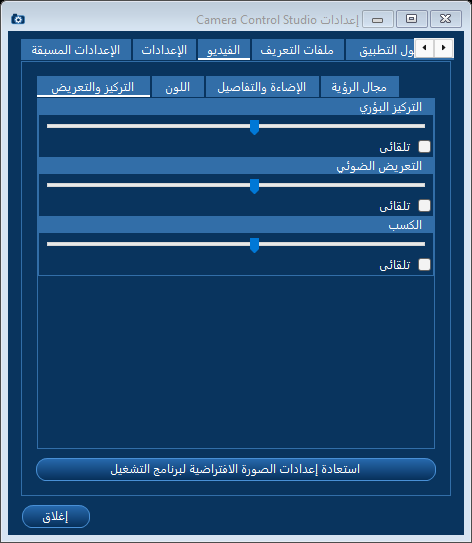 إعدادات Camera Control Studio
الإعدادات المسبقة الإعدادات الفيديو ملفات التعريف التطبيق
التركيز والتعريض اللون الإضاءة والتفاصيل مجال الرؤية
التركيز البؤري
تلقائي
التعريض الضوئي
تلقائي
الكسب
تلقائي
استعادة إعدادات الصورة الافتراضية لبرنامج التشغيل
إغلاق